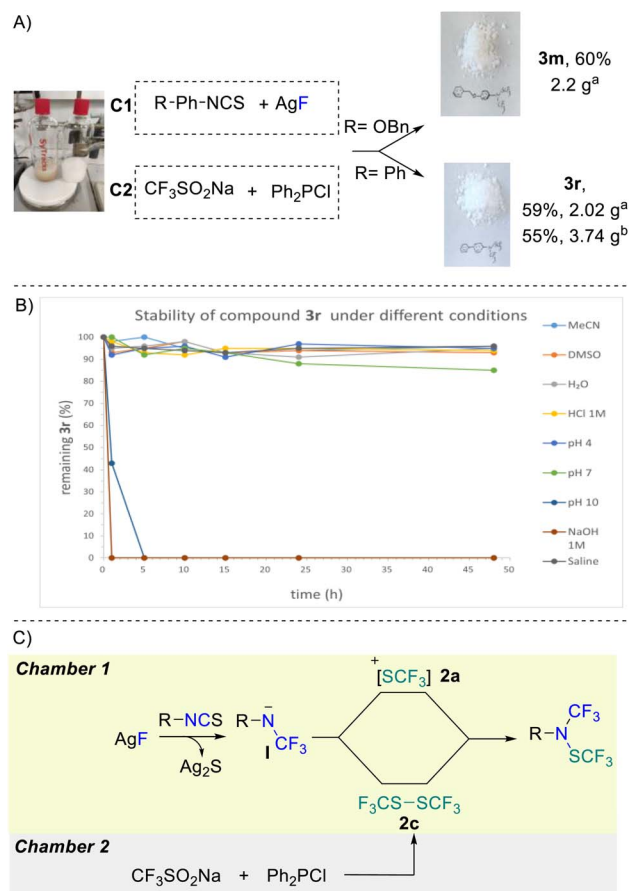 A)
C1
R-Ph-NCS + AgF
C2
CF₃SO₂Na + Ph₂PCl
R= OBn
R= Ph
3m, 60%
2.2 gᵃ
3r,
59%, 2.02 gᵃ
55%, 3.74 gᵇ
B)
Stability of compound 3r under different conditions
remaining 3r (%)
100
90
80
70
60
50
40
30
20
10
0
0 5 10 15 20 25 30 35 40 45 50
time (h)
MeCN
DMSO
H₂O
HCl 1M
pH 4
pH 7
pH 10
NaOH
1M
Saline
C)
Chamber 1
+
[SCF₃] 2a
R-NCS
AgF
Ag₂S
R-N
−
CF₃
I
F₃CS-SCF₃
2c
CF₃
R-N
SCF₃
Chamber 2
CF₃SO₂Na + Ph₂PCl